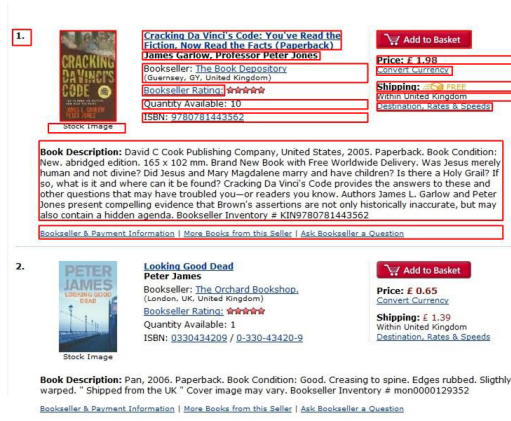 1.
CRACKING DA VINCI'S CODE
JAMES L. GARLOW
PETER JONES
Stock Image
Cracking Da Vinci's Code: You've Read the
Fiction, Now Read the Facts (Paperback)
James Garlow, Professor Peter Jones
Bookseller: The Book Depository
(Guernsey, GY, United Kingdom)
Bookseller Rating:
Quantity Available: 10
ISBN: 9780781443562
Add to Basket
Price: £ 1.98
Convert Currency
Shipping: FREE
Within United Kingdom
Destination, Rates & Speeds
Book Description: David C Cook Publishing Company, United States, 2005. Paperback. Book Condition:
New. abridged edition. 165 x 102 mm. Brand New Book with Free Worldwide Delivery. Was Jesus merely
human and not divine? Did Jesus and Mary Magdalene marry and have children? Is there a Holy Grail? If
so, what is it and where can it be found? Cracking Da Vinci's Code provides the answers to these and
other questions that may have troubled you—or readers you know. Authors James L. Garlow and Peter
Jones present compelling evidence that Brown's assertions are not only historically inaccurate, but may
also contain a hidden agenda. Bookseller Inventory # KIN9780781443562
Bookseller & Payment Information | More Books from this Seller | Ask Bookseller a Question
2.
PETER
JAMES
LOOKING GOOD
DEAD
Stock Image
Looking Good Dead
Peter James
Bookseller: The Orchard Bookshop.
(London, UK, United Kingdom)
Bookseller Rating:
Quantity Available: 1
ISBN: 0330434209 / 0-330-43420-9
Add to Basket
Price: £ 0.65
Convert Currency
Shipping: £ 1.39
Within United Kingdom
Destination, Rates & Speeds
Book Description: Pan, 2006. Paperback. Book Condition: Good. Creasing to spine. Edges rubbed. Sligthly
warped. " Shipped from the UK " Cover image may vary. Bookseller Inventory # mon0000129352
Bookseller & Payment Information | More Books from this Seller | Ask Bookseller a Question